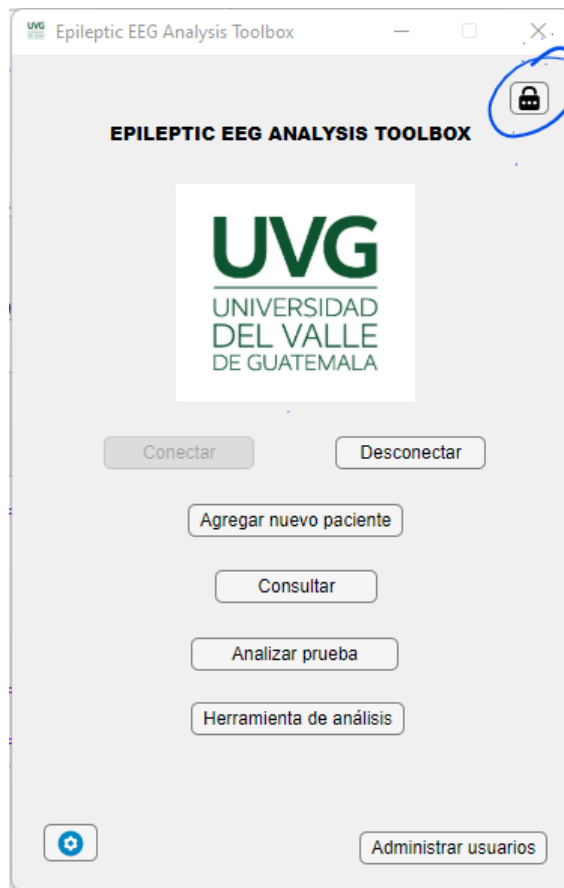 UVG Epileptic EEG Analysis Toolbox
EPILEPTIC EEG ANALYSIS TOOLBOX
UVG
UNIVERSIDAD
DEL VALLE
DE GUATEMALA
Conectar Desconectar
Agregar nuevo paciente
Consultar
Analizar prueba
Herramienta de análisis
Administrar usuarios